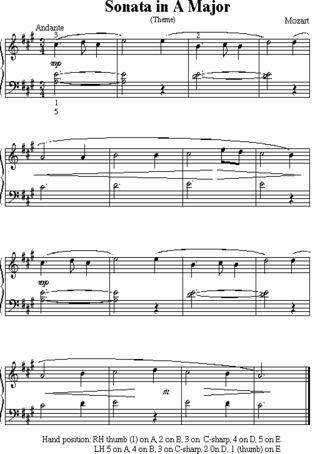 Sonata in A Major
(Theme)
Andante
Mozart
3
2
mp
1
5
mp
Hand position: RH thumb (1) on A, 2 on B, 3 on C-sharp, 4 on D, 5 on E
LH 5 on A, 4 on B, 3 on C-sharp, 2 0n D, 1 (thumb) on E